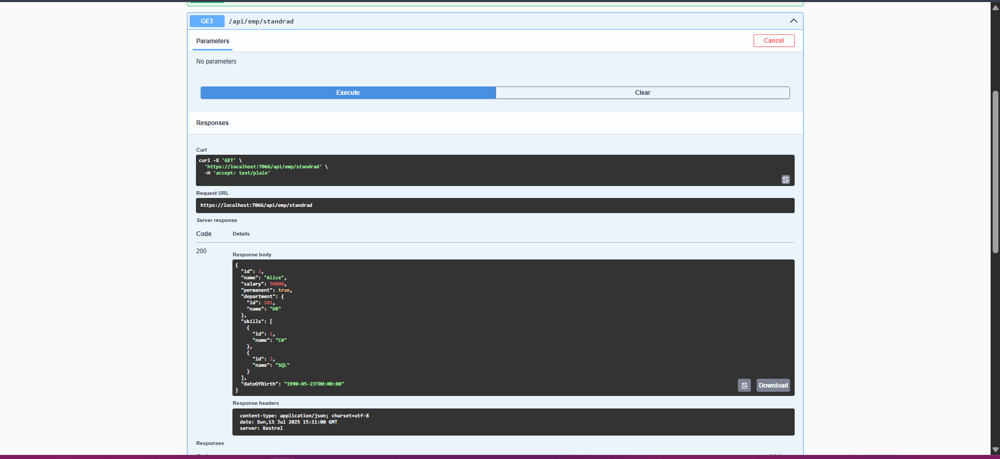 GET /api/emp/standrad
Parameters
Cancel
No parameters
Execute
Clear
Responses
Curl
curl -X 'GET' \
  'https://localhost:7066/api/emp/standrad' \
  -H 'accept: text/plain'
Request URL
https://localhost:7066/api/emp/standrad
Server response
Code Details
200
Response body
{
  "id": 1,
  "name": "Alice",
  "salary": 50000,
  "permanent": true,
  "department": {
    "id": 101,
    "name": "HR"
  },
  "skills": [
    {
      "id": 1,
      "name": "C#"
    },
    {
      "id": 2,
      "name": "SQL"
    }
  ],
  "dateOfBirth": "1990-05-23T00:00:00"
}
Download
Response headers
content-type: application/json; charset=utf-8
date: Sun,13 Jul 2025 15:11:00 GMT
server: Kestrel
Responses